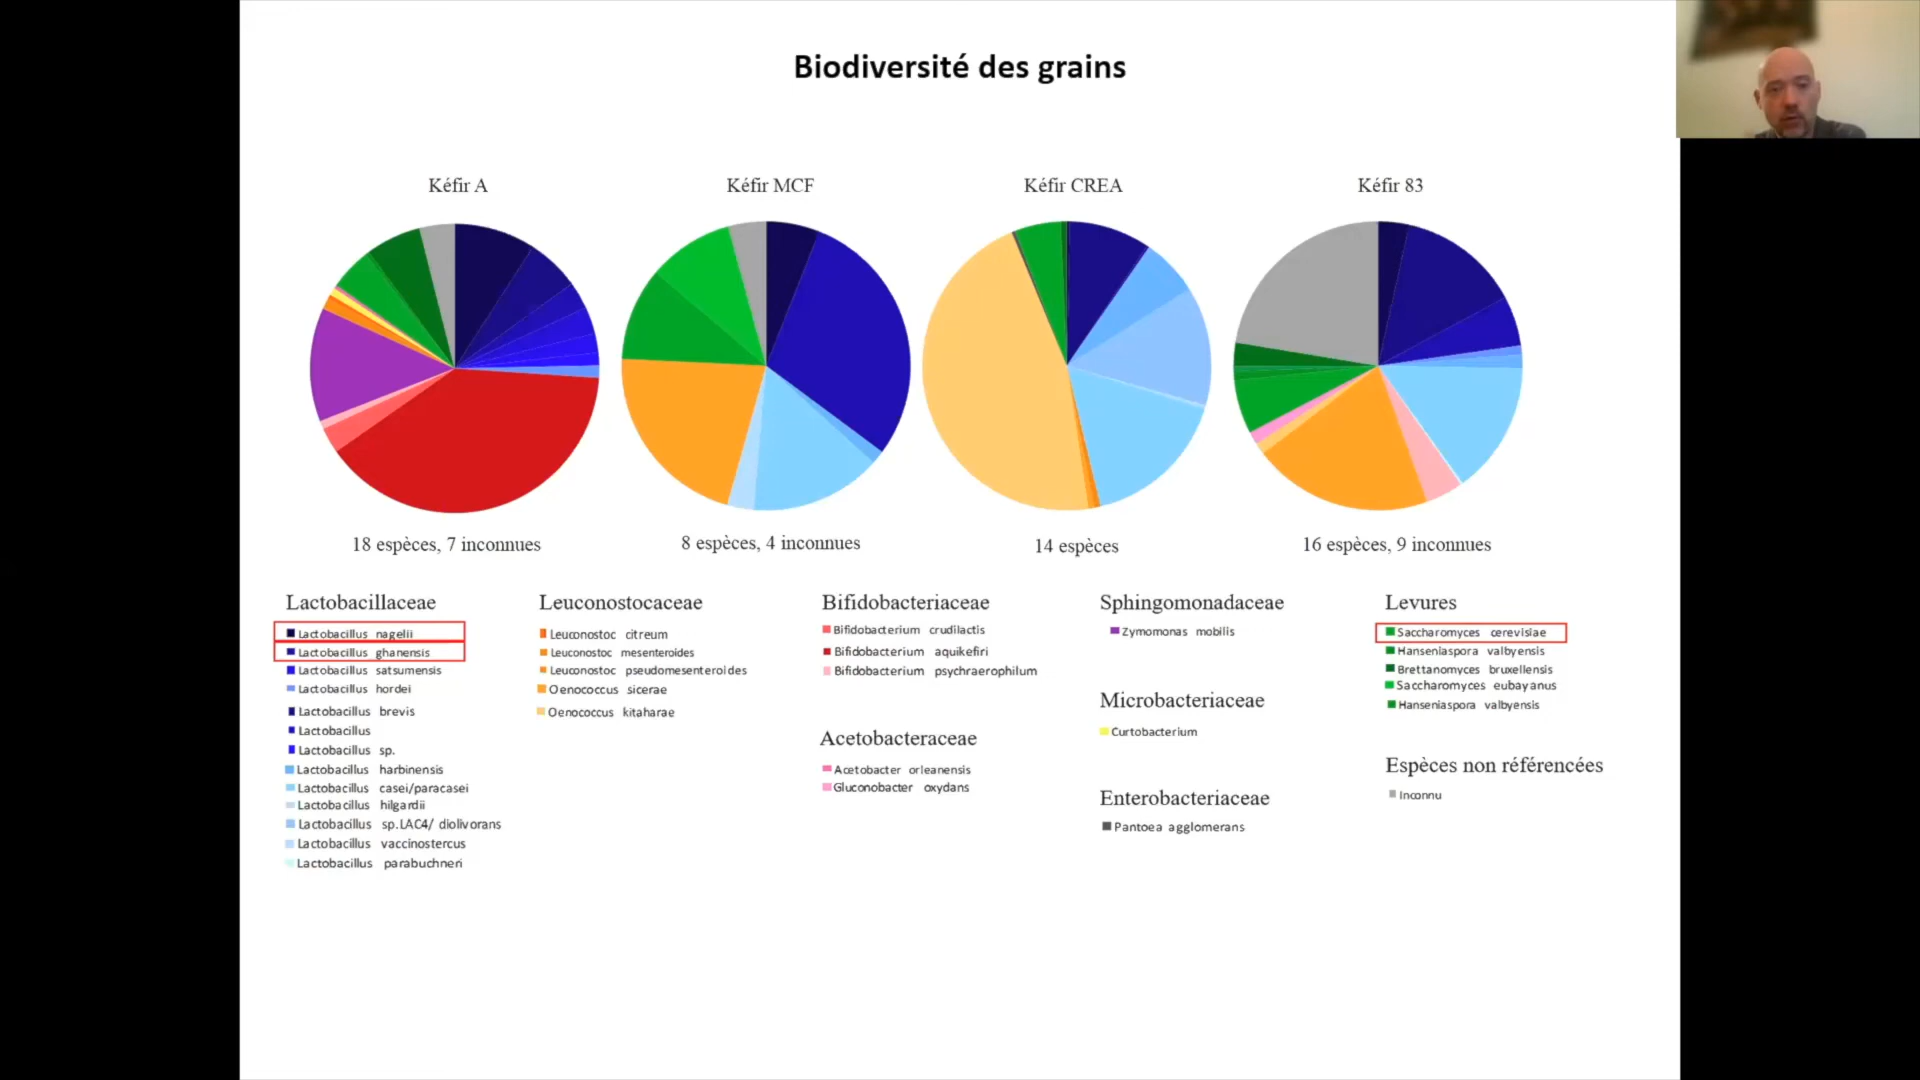 Biodiversité des grains
Kéfir A
Kéfir MCF
Kéfir CREA
Kéfir 83
18 espèces, 7 inconnues
8 espèces, 4 inconnues
14 espèces
16 espèces, 9 inconnues
Lactobacillaceae
Lactobacillus nagelii
Lactobacillus ghanensis
Lactobacillus satsumensis
Lactobacillus hordei
Lactobacillus brevis
Lactobacillus
Lactobacillus sp.
Lactobacillus harbinensis
Lactobacillus casei/paracasei
Lactobacillus hilgardii
Lactobacillus sp.LAC4/ diolivorans
Lactobacillus vaccinostercus
Lactobacillus parabuchneri
Leuconostocaceae
Leuconostoc citreum
Leuconostoc mesenteroides
Leuconostoc pseudomesenteroides
Oenococcus sicerae
Oenococcus kitaharae
Bifidobacteriaceae
Bifidobacterium crudilactis
Bifidobacterium aquikefiri
Bifidobacterium psychraerophilum
Acetobacteraceae
Acetobacter orleanensis
Gluconobacter oxydans
Sphingomonadaceae
Zymomonas mobilis
Microbacteriaceae
Curtobacterium
Enterobacteriaceae
Pantoea agglomerans
Levures
Saccharomyces cerevisiae
Hanseniaspora valbyensis
Brettanomyces bruxellensis
Saccharomyces eubayanus
Hanseniaspora valbyensis
Espèces non référencées
Inconnu